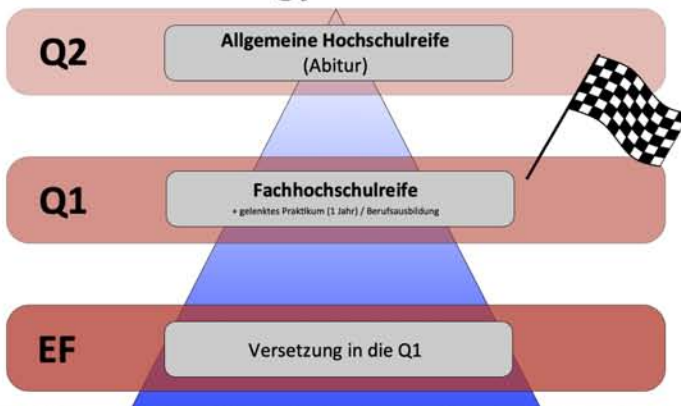 Q2
Allgemeine Hochschulreife
(Abitur)
Q1
Fachhochschulreife
+ gelenktes Praktikum (1 Jahr) / Berufsausbildung
EF
Versetzung in die Q1